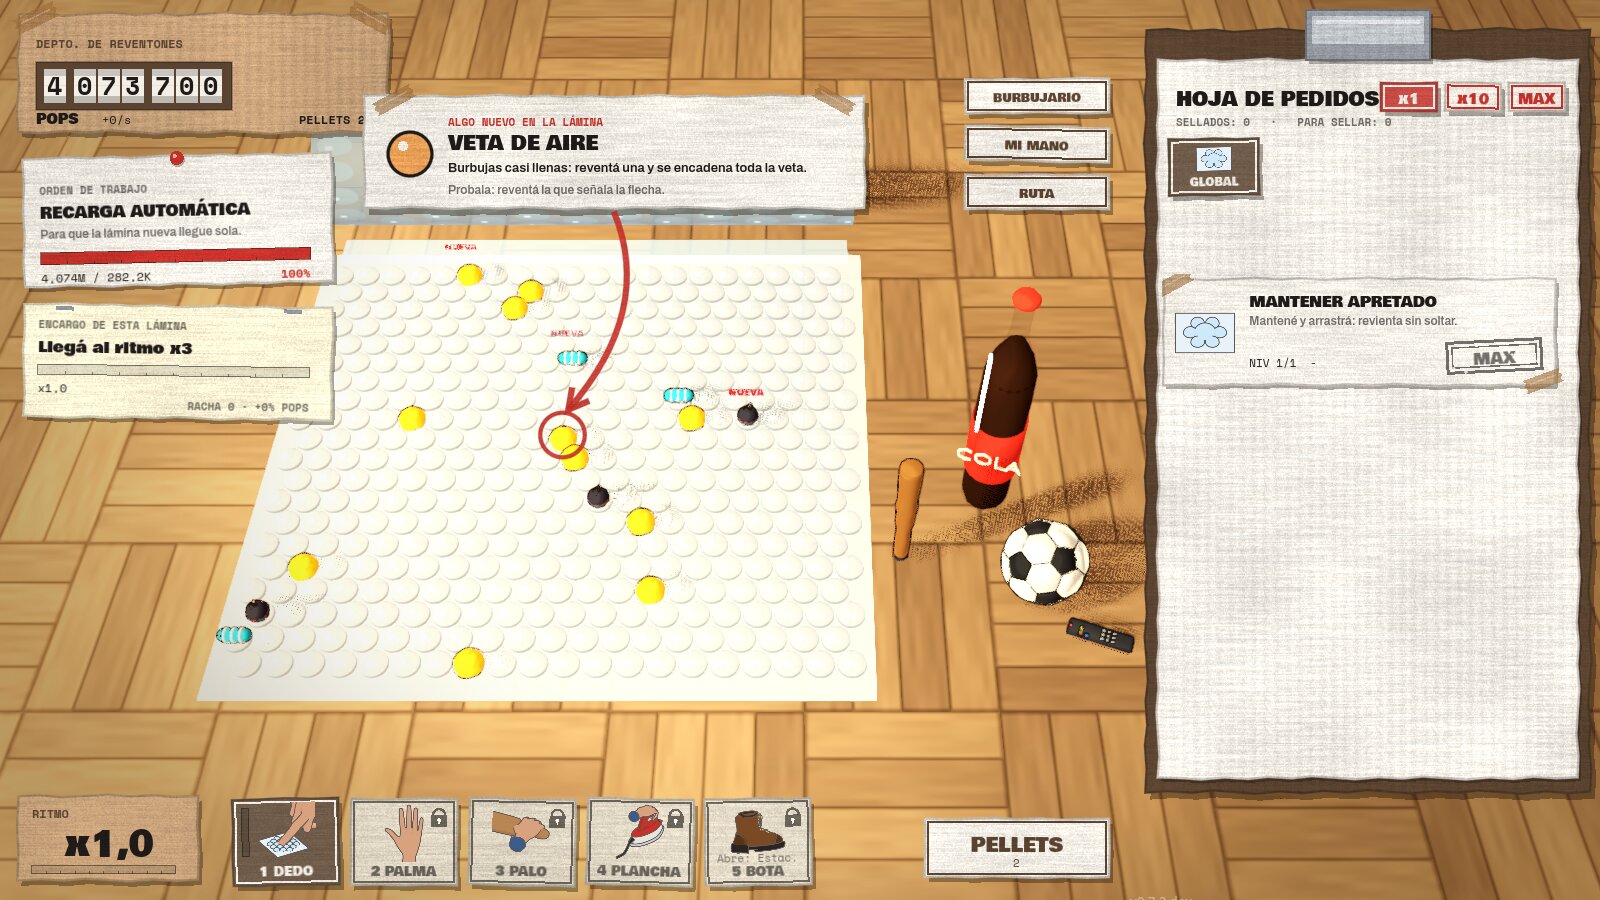 DEPTO. DE REVENTONES
4 073 700
POPS +0/s PELLETS 2
ORDEN DE TRABAJO
RECARGA AUTOMÁTICA
Para que la lámina nueva llegue sola.
4.074M / 282.2K 100%
ENCARGO DE ESTA LÁMINA
Llegá al ritmo x3
x1.0
RACHA 0 · +0% POPS
ALGO NUEVO EN LA LÁMINA
VETA DE AIRE
Burbujas casi llenas: reventá una y se encadena toda la veta.
Probala: reventá la que señala la flecha.
NUEVA
NUEVA
NUEVA
BURBUJARIO
MI MANO
RUTA
COLA
HOJA DE PEDIDOS x1 x10 MAX
SELLADOS: 0 · PARA SELLAR: 0
GLOBAL
MANTENER APRETADO
Mantené y arrastrá: revienta sin soltar.
NIV 1/1 - MAX
RITMO
x1,0
1 DEDO
2 PALMA
3 PALO
4 PLANCHA
Abre: Estac.
5 BOTA
PELLETS
2